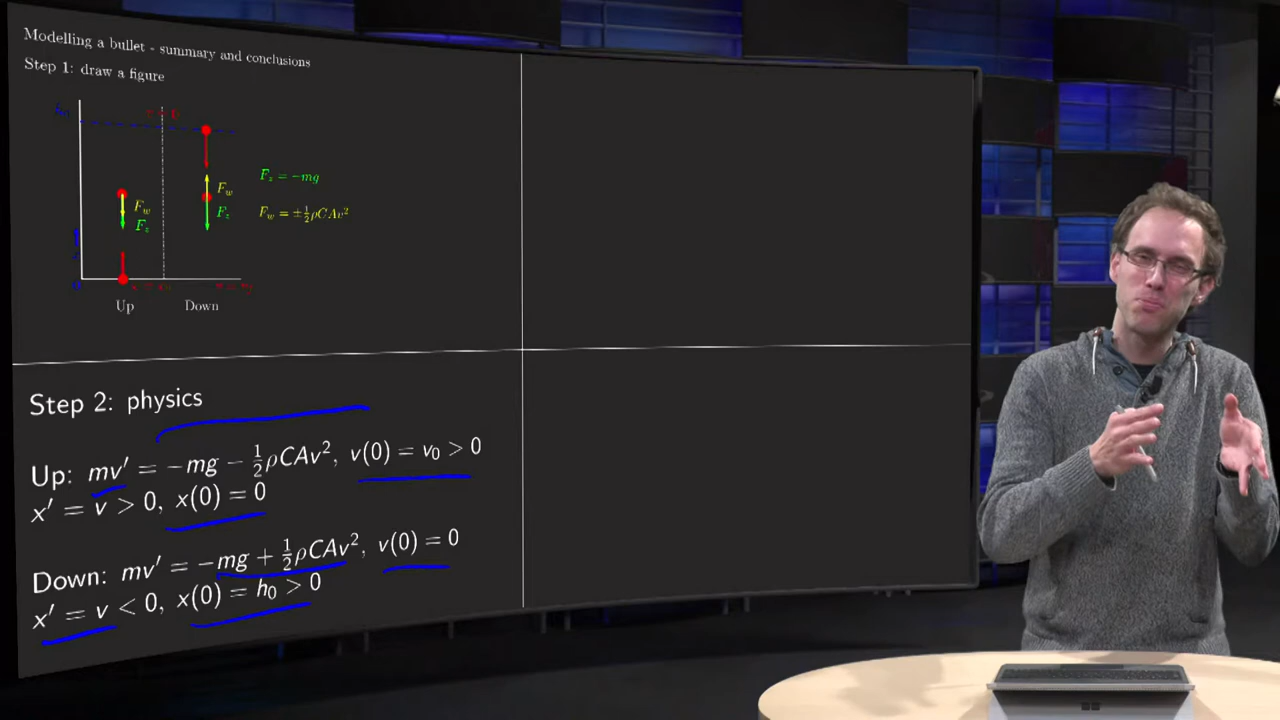 Modelling a bullet - summary and conclusions
Step 1: draw a figure
h₀
F_w
F_z
F_w
F_z
F_z = −mg
F_w = ±½ρCAv²
0
Up
Down
Step 2: physics
Up: mv′ = −mg − ½ρCAv², v(0) = v₀ > 0
x′ = v > 0, x(0) = 0
Down: mv′ = −mg + ½ρCAv², v(0) = 0
x′ = v < 0, x(0) = h₀ > 0